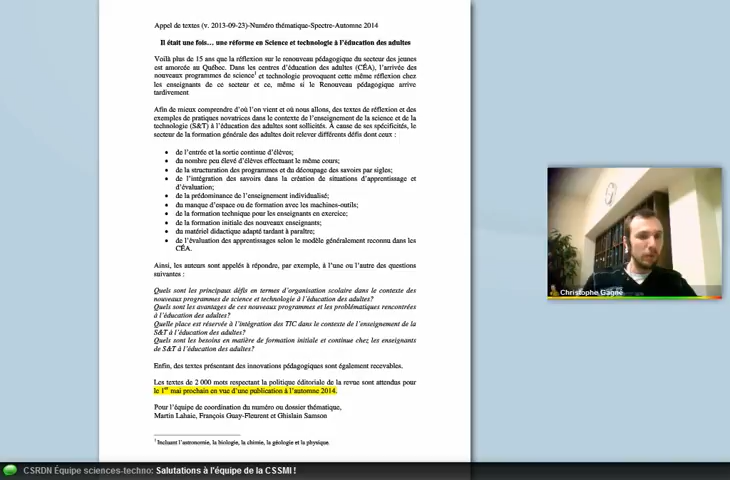 Appel de textes (v. 2013-09-23)-Numéro thématique-Spectre-Automne 2014
Il était une fois... une réforme en Science et technologie à l'éducation des adultes
Voilà plus de 15 ans que la réflexion sur le renouveau pédagogique du secteur des jeunes
est amorcée au Québec. Dans les centres d'éducation des adultes (CÉA), l'arrivée des
nouveaux programmes de science¹ et technologie provoquent cette même réflexion chez
les enseignants de ce secteur et ce, même si le Renouveau pédagogique arrive
tardivement
Afin de mieux comprendre d'où l'on vient et où nous allons, des textes de réflexion et des
exemples de pratiques novatrices dans le contexte de l'enseignement de la science et de la
technologie (S&T) à l'éducation des adultes sont sollicités. À cause de ses spécificités, le
secteur de la formation générale des adultes doit relever différents défis dont ceux :
• de l'entrée et la sortie continue d'élèves;
• du nombre peu élevé d'élèves effectuant le même cours;
• de la structuration des programmes et du découpage des savoirs par sigles;
• de l'intégration des savoirs dans la création de situations d'apprentissage et
d'évaluation;
• de la prédominance de l'enseignement individualisé;
• du manque d'espace ou de formation avec les machines-outils;
• de la formation technique pour les enseignants en exercice;
• de la formation initiale des nouveaux enseignants;
• du matériel didactique adapté tardant à paraître;
• de l'évaluation des apprentissages selon le modèle généralement reconnu dans les
CÉA.
Ainsi, les auteurs sont appelés à répondre, par exemple, à l'une ou l'autre des questions
suivantes :
Quels sont les principaux défis en termes d'organisation scolaire dans le contexte des
nouveaux programmes de science et technologie à l'éducation des adultes?
Quels sont les avantages de ces nouveaux programmes et les problématiques rencontrées
à l'éducation des adultes?
Quelle place est réservée à l'intégration des TIC dans le contexte de l'enseignement de la
S&T à l'éducation des adultes?
Quels sont les besoins en matière de formation initiale et continue chez les enseignants
de S&T à l'éducation des adultes?
Enfin, des textes présentant des innovations pédagogiques sont également recevables.
Les textes de 2 000 mots respectant la politique éditoriale de la revue sont attendus pour
le 1er mai prochain en vue d'une publication à l'automne 2014.
Pour l'équipe de coordination du numéro ou dossier thématique,
Martin Lahaie, François Guay-Fleurent et Ghislain Samson
¹ Incluant l'astronomie, la biologie, la chimie, la géologie et la physique.
Christophe Gagné
CSRDN Équipe sciences-techno: Salutations à l'équipe de la CSSMI !